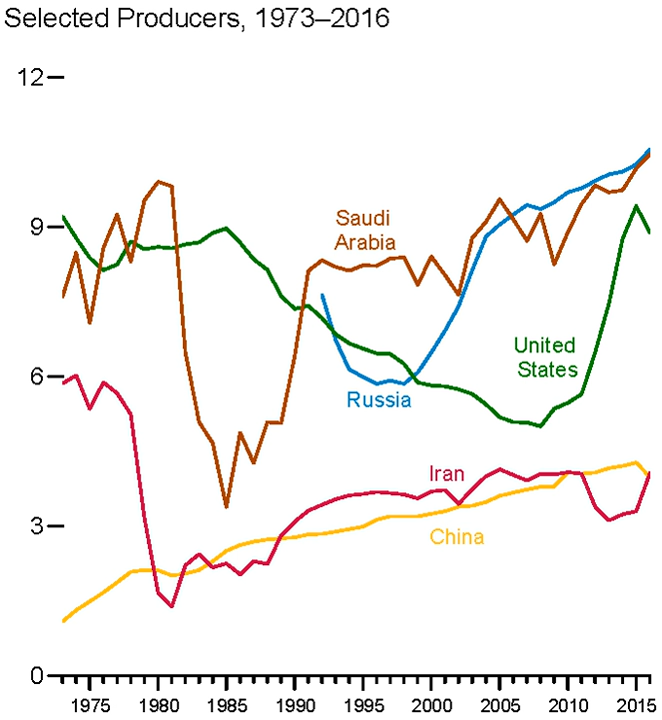 Selected Producers, 1973–2016
12
9
Saudi
Arabia
United
States
6
Russia
Iran
3
China
0
1975 1980 1985 1990 1995 2000 2005 2010 2015